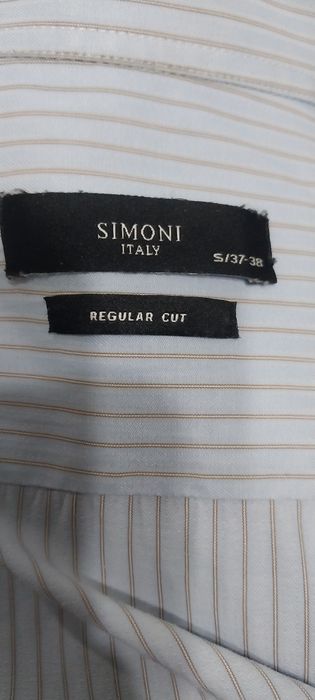 SIMONI
ITALY
S/37-38
REGULAR CUT